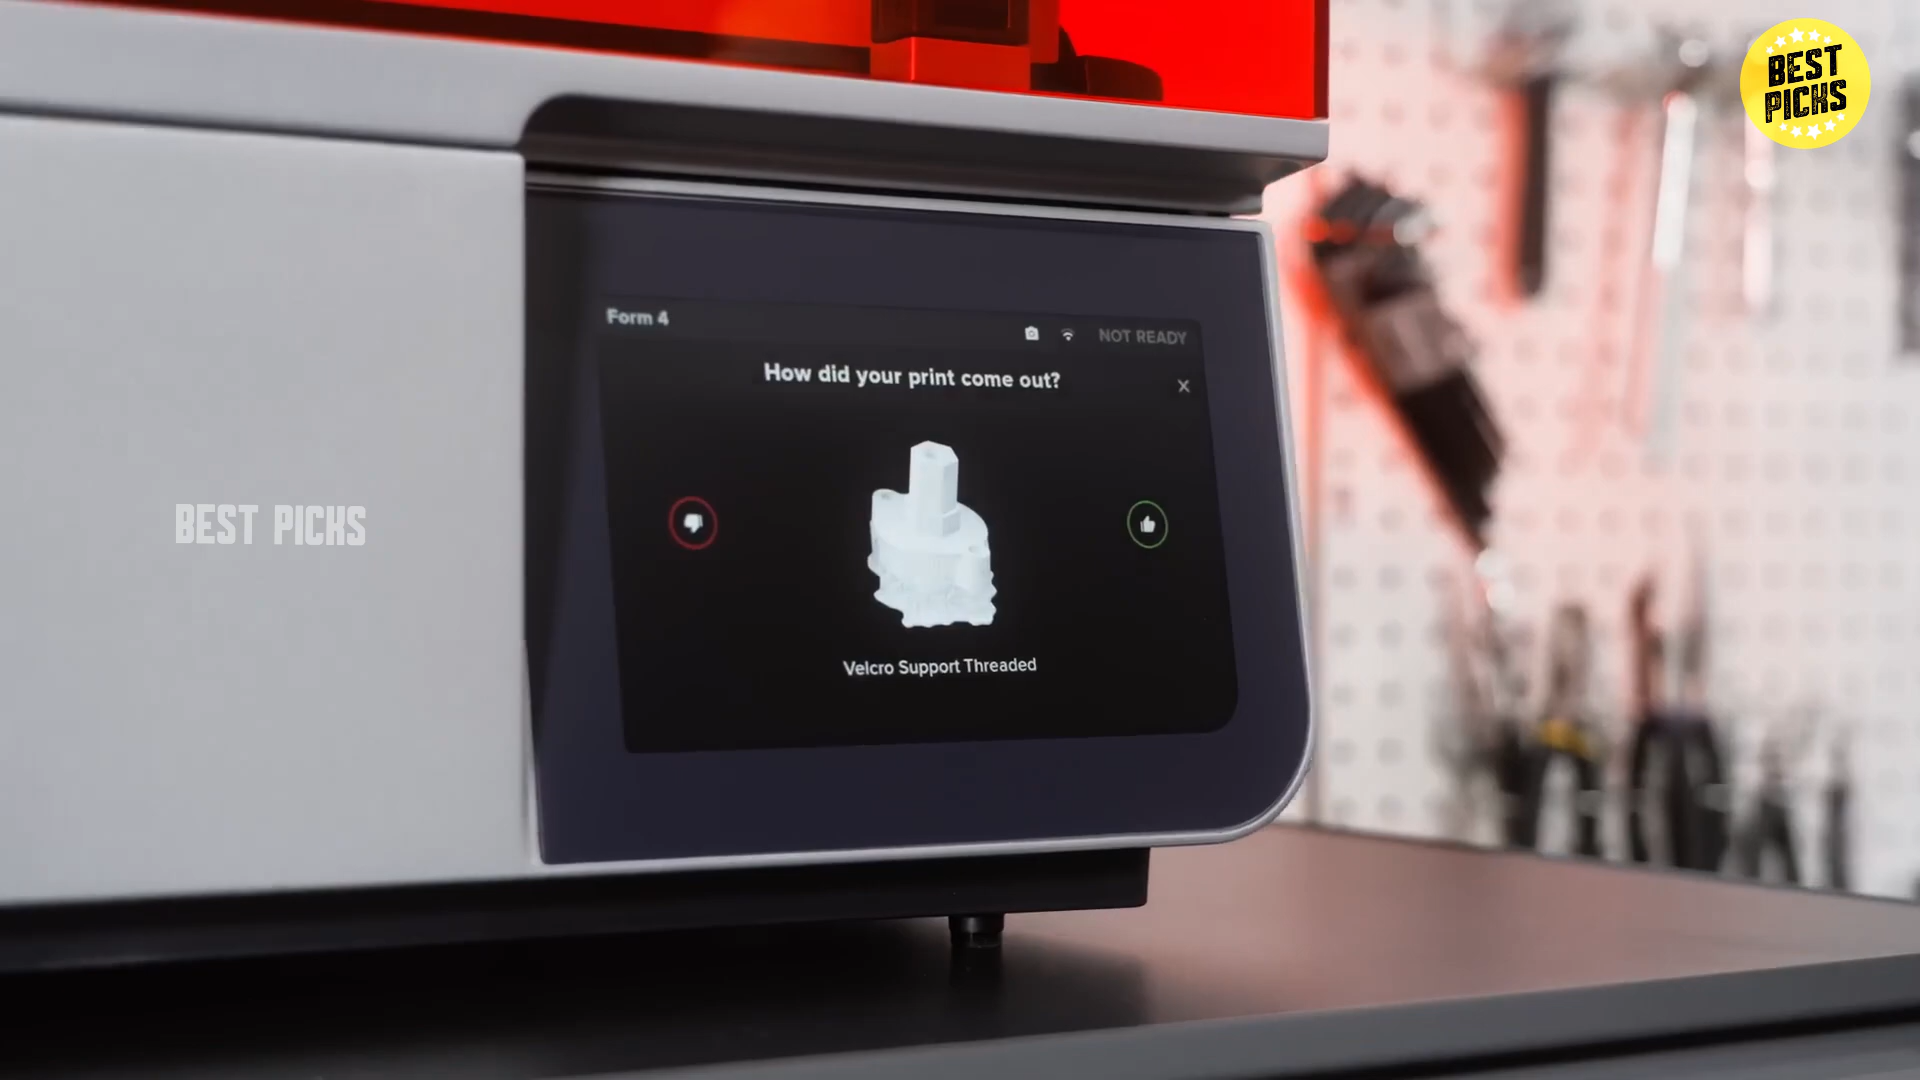 BEST
PICKS
Form 4
NOT READY
How did your print come out?
X
BEST PICKS
Velcro Support Threaded